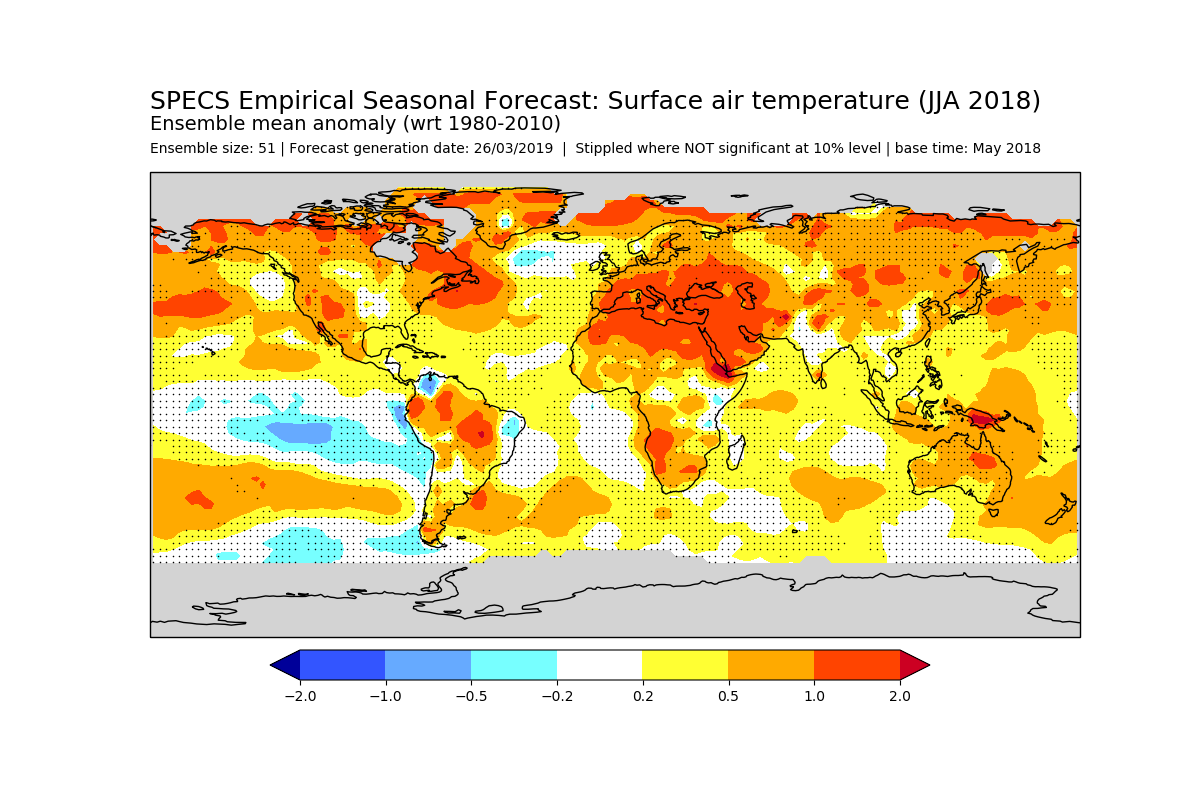 SPECS Empirical Seasonal Forecast: Surface air temperature (JJA 2018)
Ensemble mean anomaly (wrt 1980-2010)
Ensemble size: 51 | Forecast generation date: 26/03/2019 | Stippled where NOT significant at 10% level | base time: May 2018
−2.0 −1.0 −0.5 −0.2 0.2 0.5 1.0 2.0